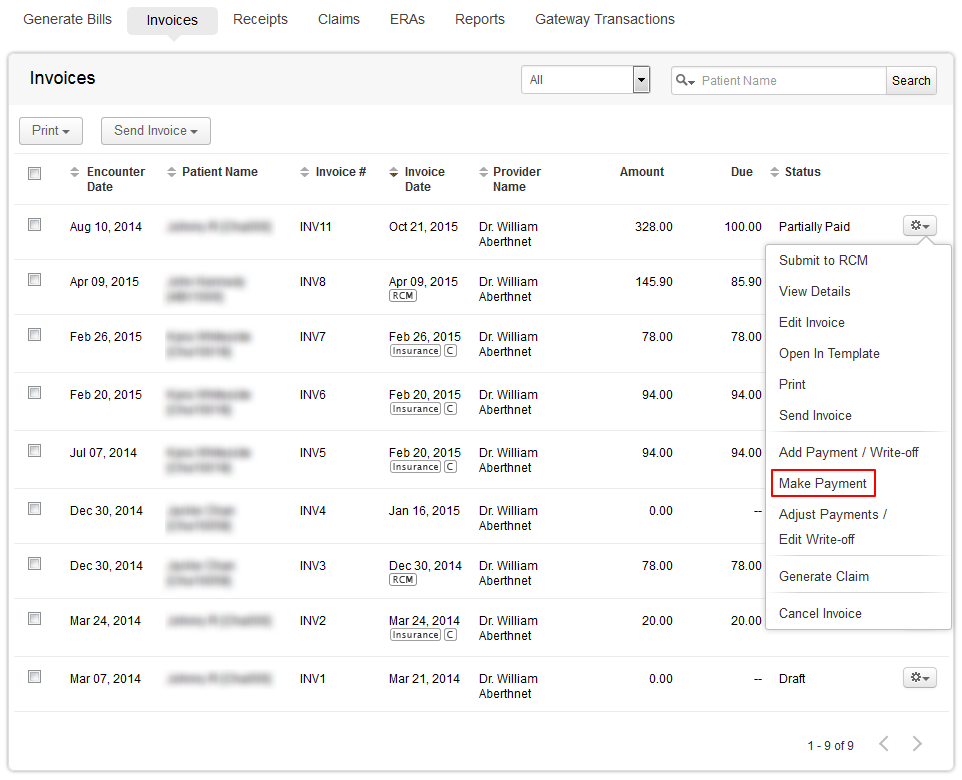 Generate Bills Invoices Receipts Claims ERAs Reports Gateway Transactions
Invoices All Patient Name Search
Print Send Invoice
Encounter Date Patient Name Invoice # Invoice Date Provider Name Amount Due Status
Aug 10, 2014 INV11 Oct 21, 2015 Dr. William Aberthnet 328.00 100.00 Partially Paid
Apr 09, 2015 INV8 Apr 09, 2015 RCM Dr. William Aberthnet 145.90 85.90
Feb 26, 2015 INV7 Feb 26, 2015 Insurance C Dr. William Aberthnet 78.00 78.00
Feb 20, 2015 INV6 Feb 20, 2015 Insurance C Dr. William Aberthnet 94.00 94.00
Jul 07, 2014 INV5 Feb 20, 2015 Insurance C Dr. William Aberthnet 94.00 94.00
Dec 30, 2014 INV4 Jan 16, 2015 Dr. William Aberthnet 0.00 --
Dec 30, 2014 INV3 Dec 30, 2014 RCM Dr. William Aberthnet 78.00 78.00
Mar 24, 2014 INV2 Mar 24, 2014 Insurance C Dr. William Aberthnet 20.00 20.00
Mar 07, 2014 INV1 Mar 21, 2014 Dr. William Aberthnet 0.00 -- Draft
Submit to RCM
View Details
Edit Invoice
Open In Template
Print
Send Invoice
Add Payment / Write-off
Make Payment
Adjust Payments /
Edit Write-off
Generate Claim
Cancel Invoice
1 - 9 of 9